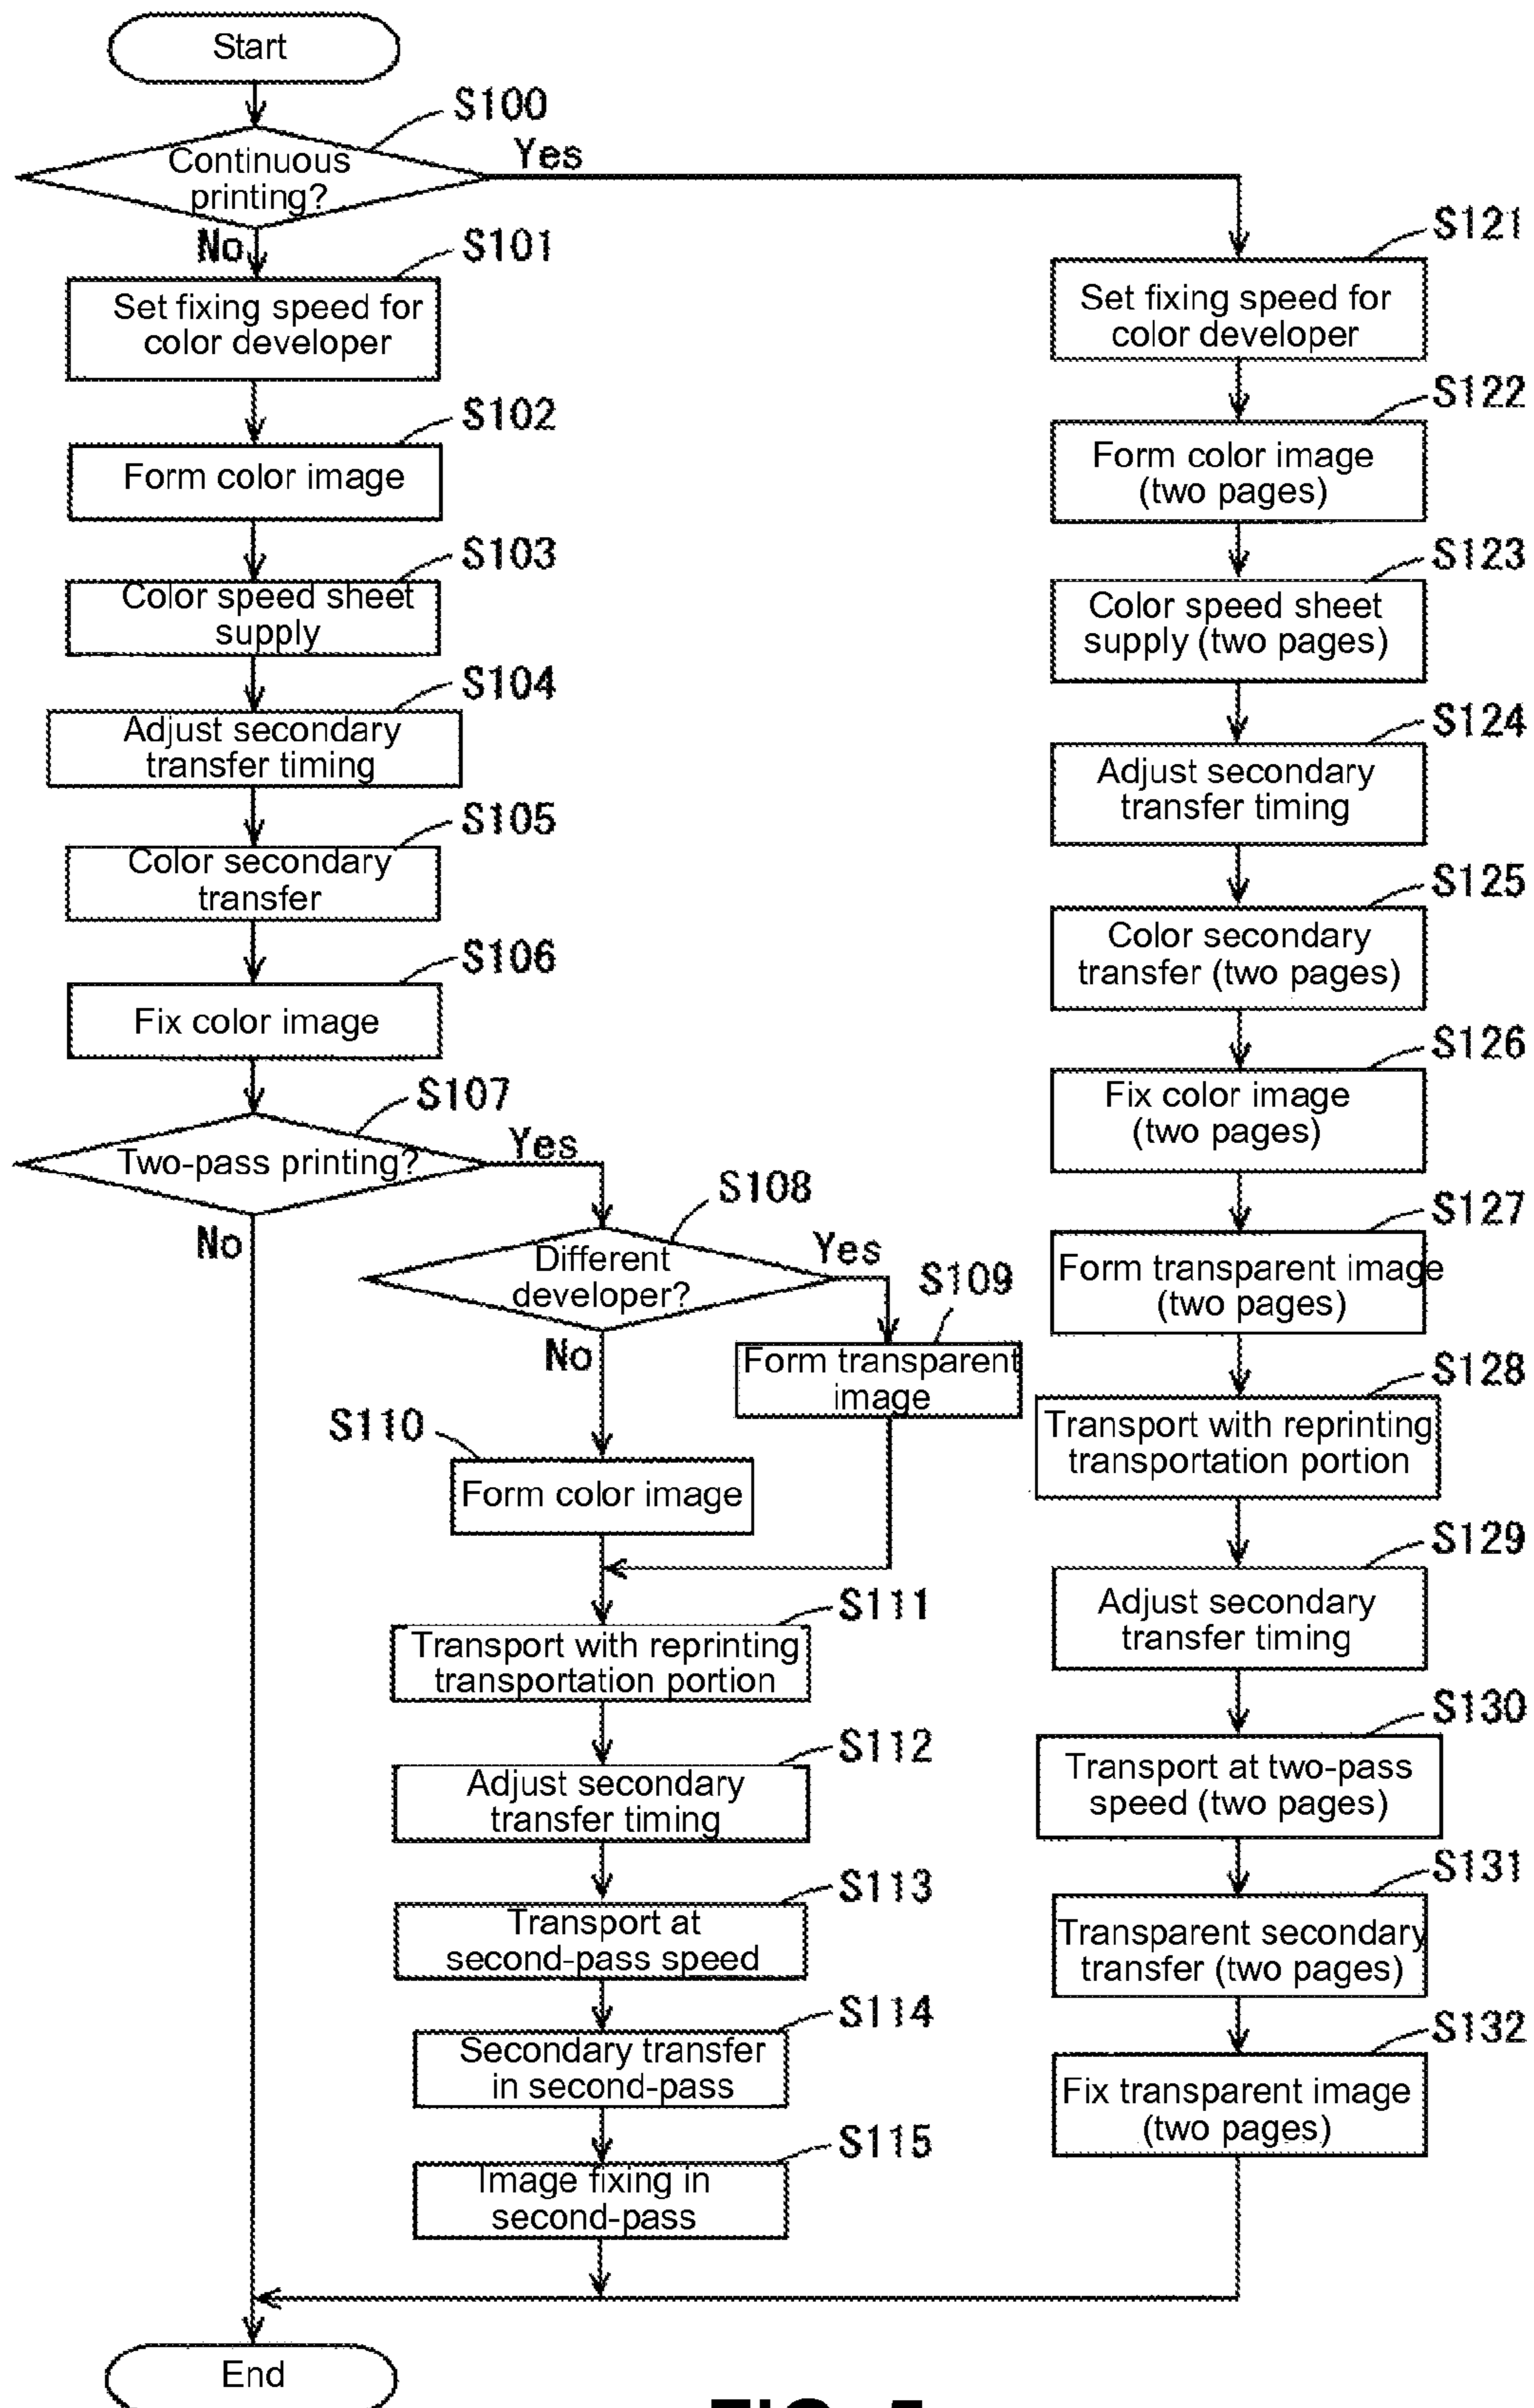 Start
S100
Continuous
printing?
Yes
No
S101
Set fixing speed for
color developer
S102
Form color image
S103
Color speed sheet
supply
S104
Adjust secondary
transfer timing
S105
Color secondary
transfer
S106
Fix color image
S107
Two-pass printing?
Yes
No
S108
Different
developer?
Yes
No
S109
Form transparent
image
S110
Form color image
S111
Transport with reprinting
transportation portion
S112
Adjust secondary
transfer timing
S113
Transport at
second-pass speed
S114
Secondary transfer
in second-pass
S115
Image fixing in
second-pass
S121
Set fixing speed for
color developer
S122
Form color image
(two pages)
S123
Color speed sheet
supply (two pages)
S124
Adjust secondary
transfer timing
S125
Color secondary
transfer (two pages)
S126
Fix color image
(two pages)
S127
Form transparent image
(two pages)
S128
Transport with reprinting
transportation portion
S129
Adjust secondary
transfer timing
S130
Transport at two-pass
speed (two pages)
S131
Transparent secondary
transfer (two pages)
S132
Fix transparent image
(two pages)
End